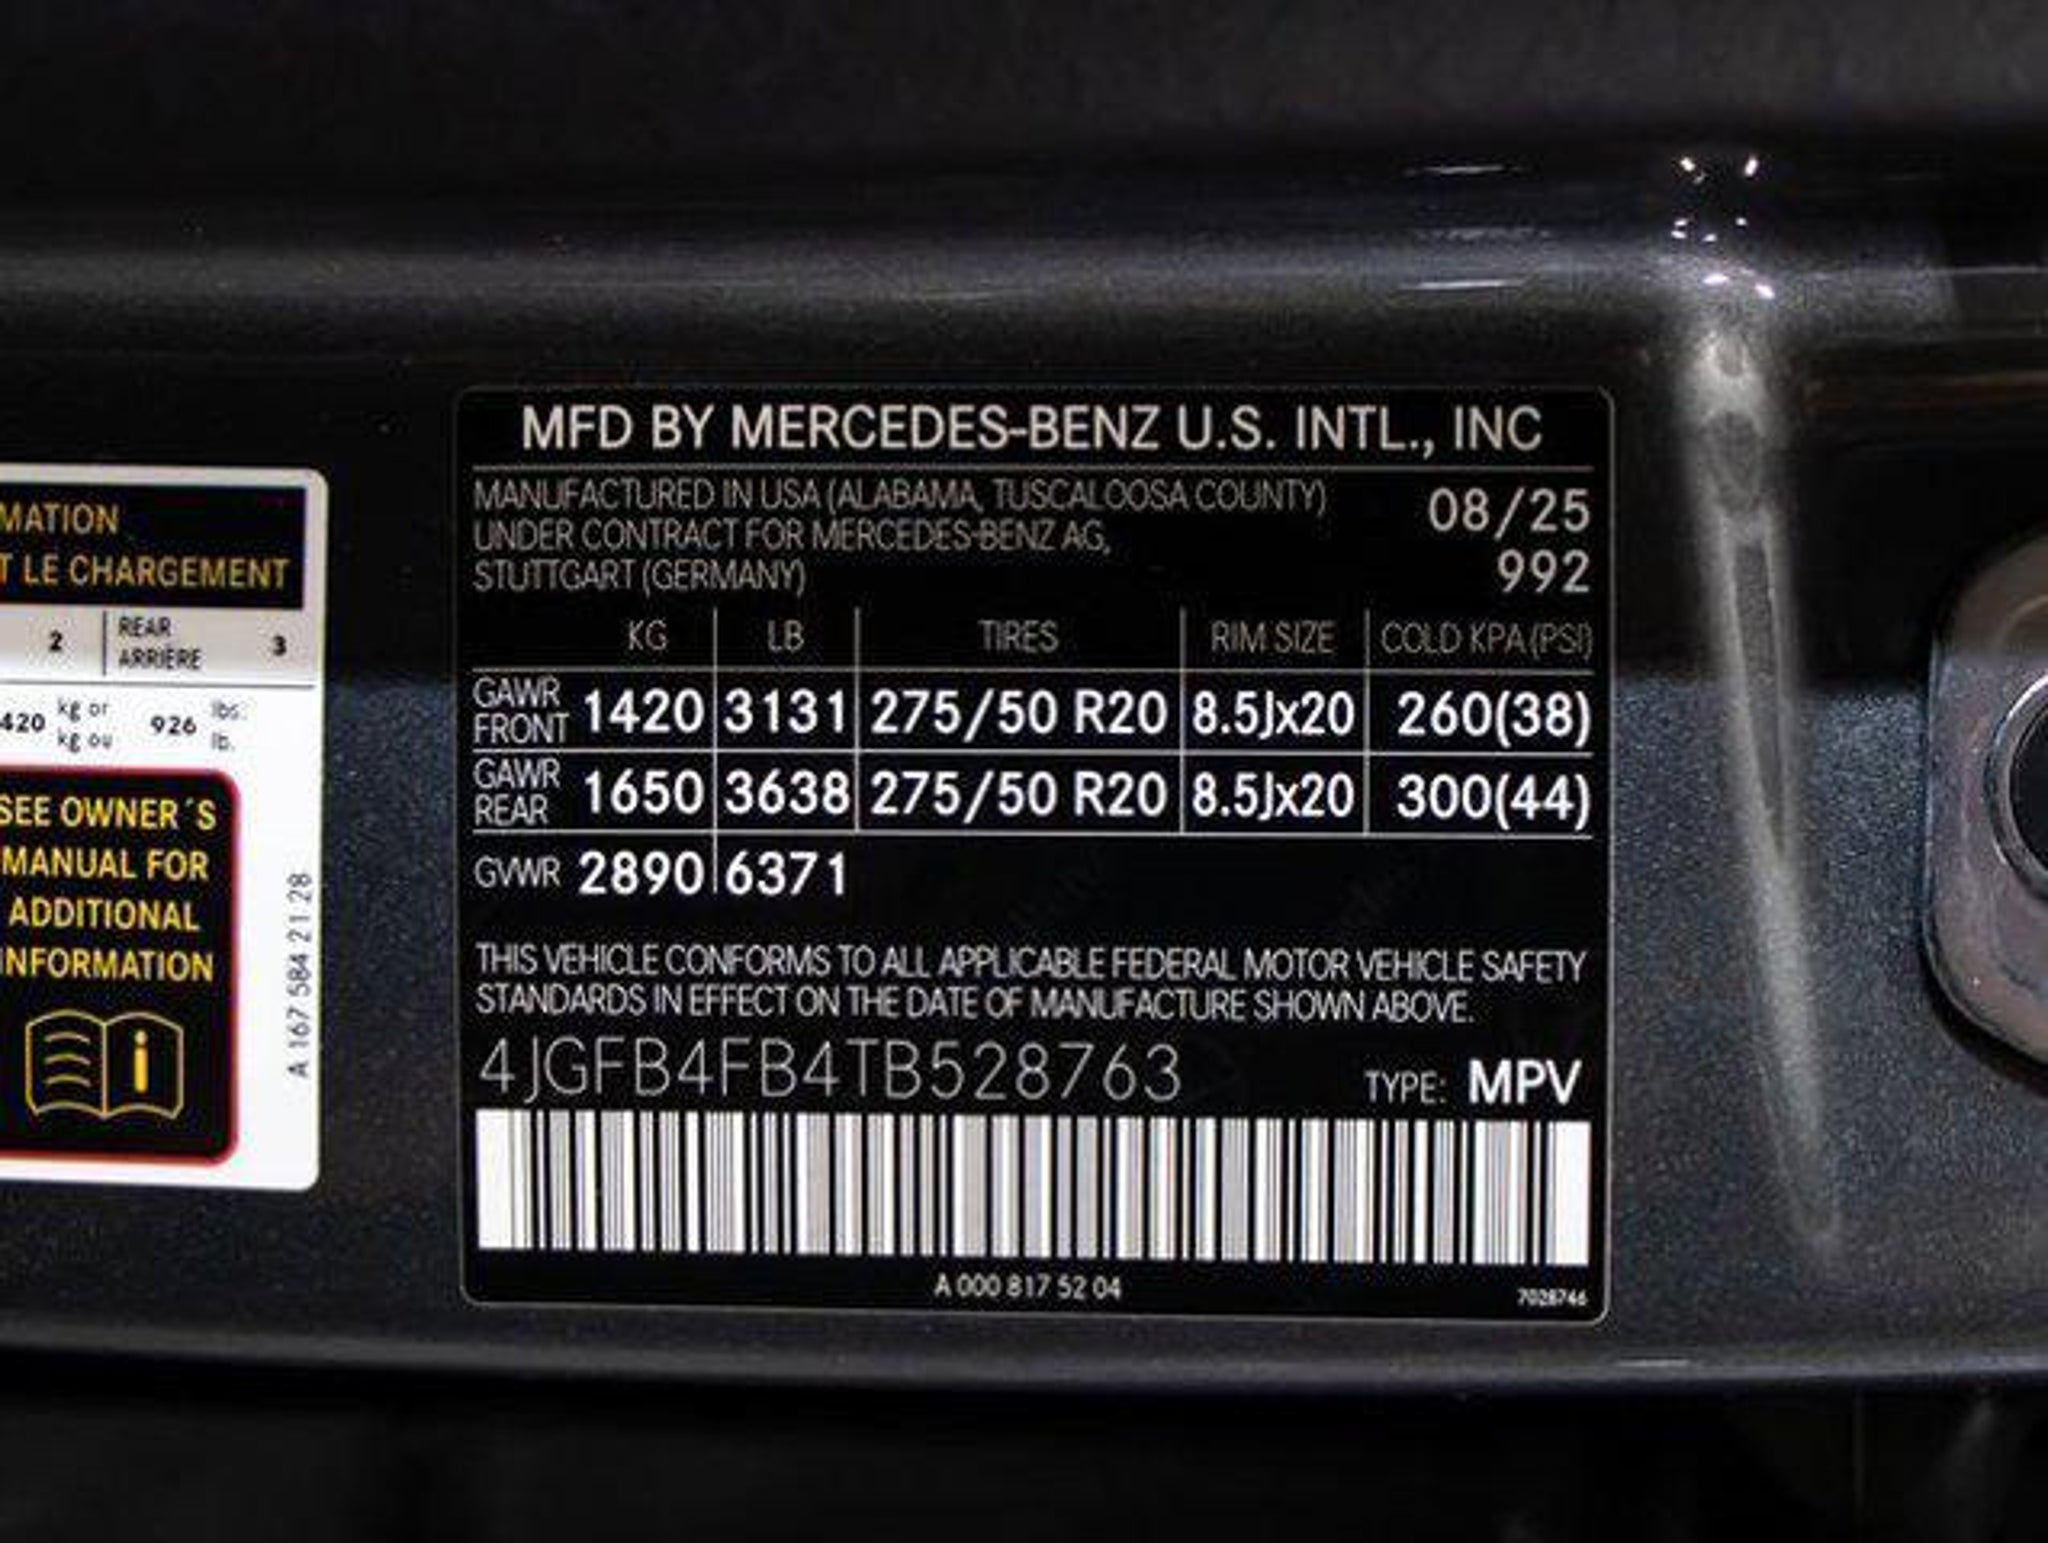 MATION
T LE CHARGEMENT
2 REAR ARRIÈRE 3
420 kg or kg ou 926 lbs. lb.
SEE OWNER´S
MANUAL FOR
ADDITIONAL
INFORMATION
A 167 584 21 28
MFD BY MERCEDES-BENZ U.S. INTL., INC
MANUFACTURED IN USA (ALABAMA, TUSCALOOSA COUNTY) 08/25
UNDER CONTRACT FOR MERCEDES-BENZ AG,
STUTTGART (GERMANY) 992
KG LB TIRES RIM SIZE COLD KPA (PSI)
GAWR FRONT 1420 3131 275/50 R20 8.5Jx20 260(38)
GAWR REAR 1650 3638 275/50 R20 8.5Jx20 300(44)
GVWR 2890 6371
THIS VEHICLE CONFORMS TO ALL APPLICABLE FEDERAL MOTOR VEHICLE SAFETY
STANDARDS IN EFFECT ON THE DATE OF MANUFACTURE SHOWN ABOVE.
4JGFB4FB4TB528763 TYPE: MPV
A 000 817 52 04
7028746